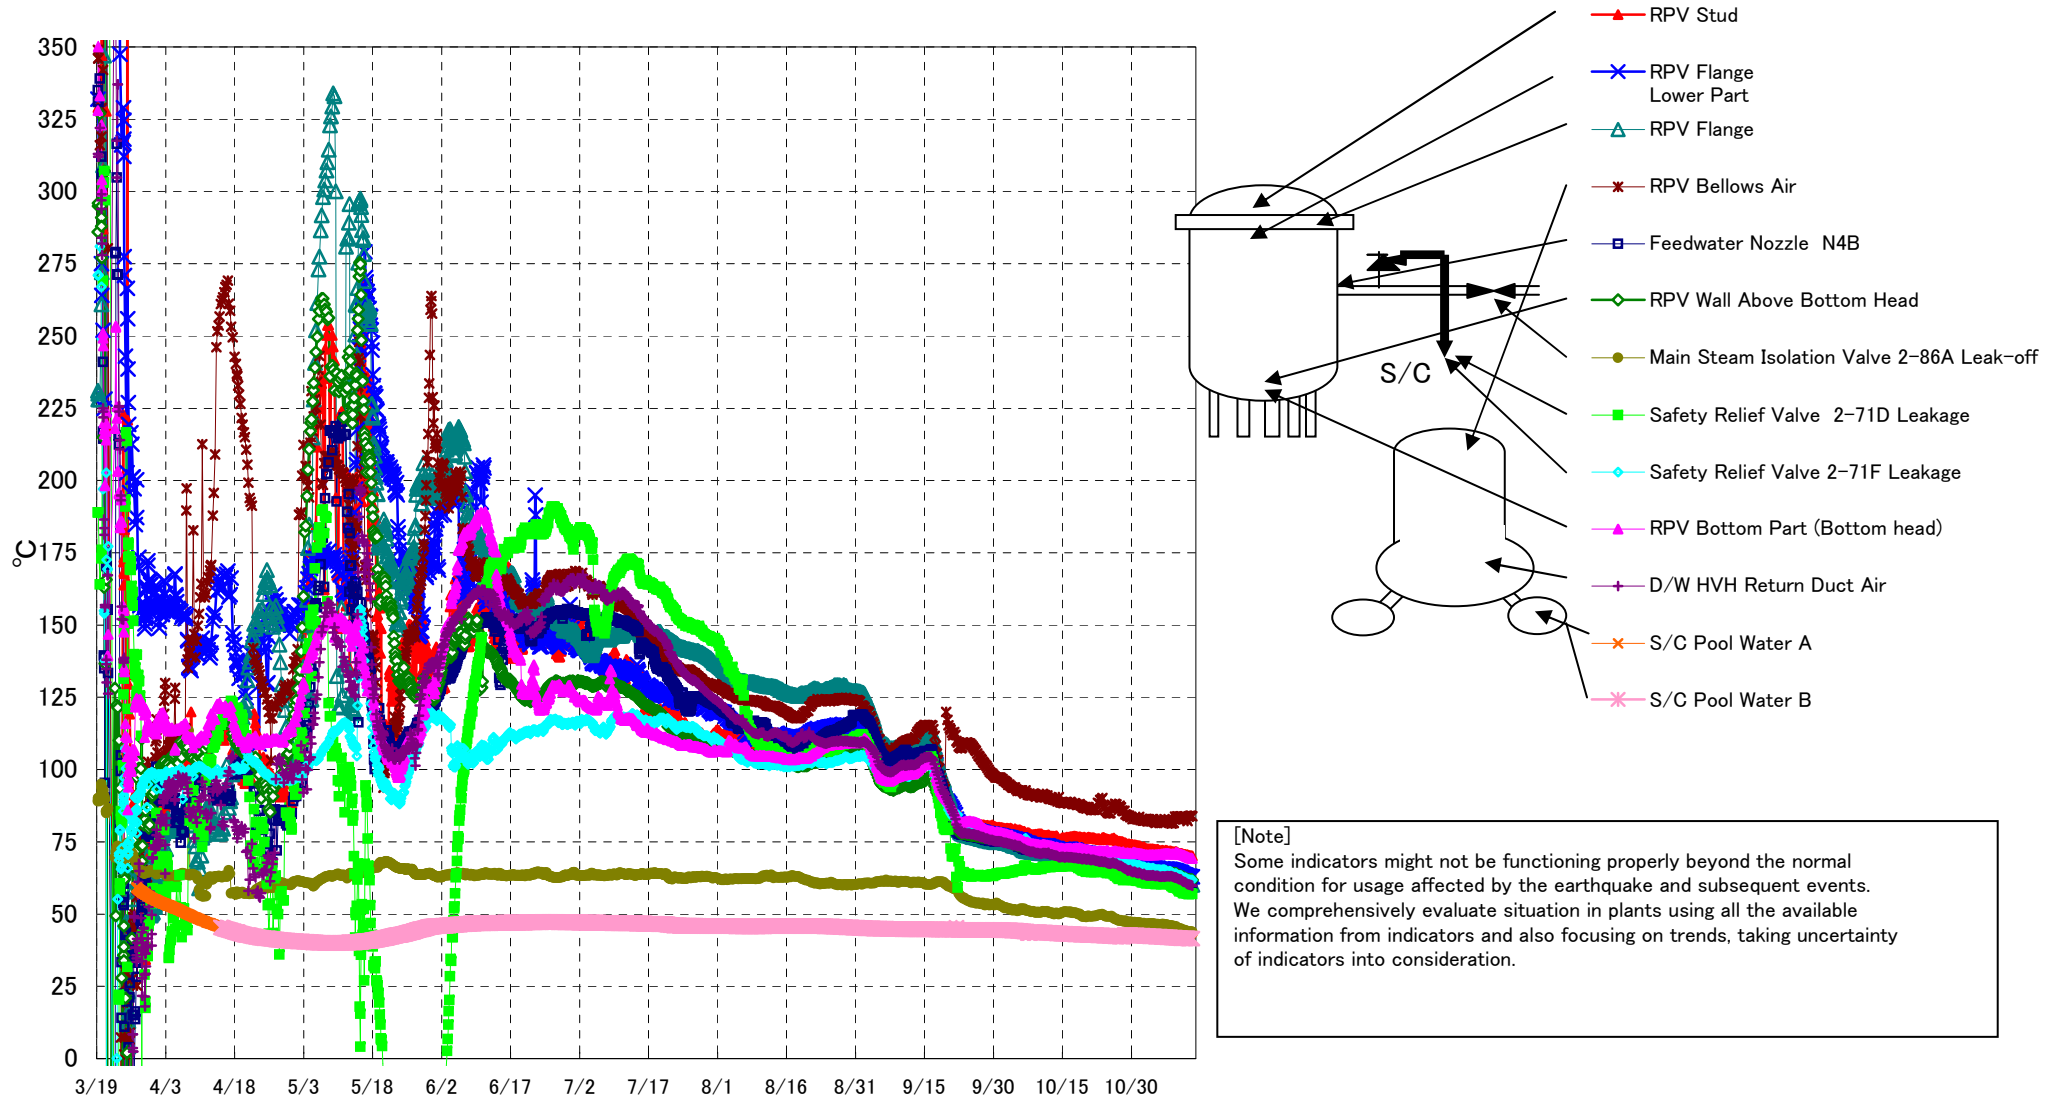 350
325
300
275
250
225
200
175
150
125
100
75
50
25
0
℃
3/19 4/3 4/18 5/3 5/18 6/2 6/17 7/2 7/17 8/1 8/16 8/31 9/15 9/30 10/15 10/30
S/C
RPV Stud
RPV Flange
Lower Part
RPV Flange
RPV Bellows Air
Feedwater Nozzle N4B
RPV Wall Above Bottom Head
Main Steam Isolation Valve 2-86A Leak-off
Safety Relief Valve 2-71D Leakage
Safety Relief Valve 2-71F Leakage
RPV Bottom Part (Bottom head)
D/W HVH Return Duct Air
S/C Pool Water A
S/C Pool Water B
[Note]
Some indicators might not be functioning properly beyond the normal
condition for usage affected by the earthquake and subsequent events.
We comprehensively evaluate situation in plants using all the available
information from indicators and also focusing on trends, taking uncertainty
of indicators into consideration.